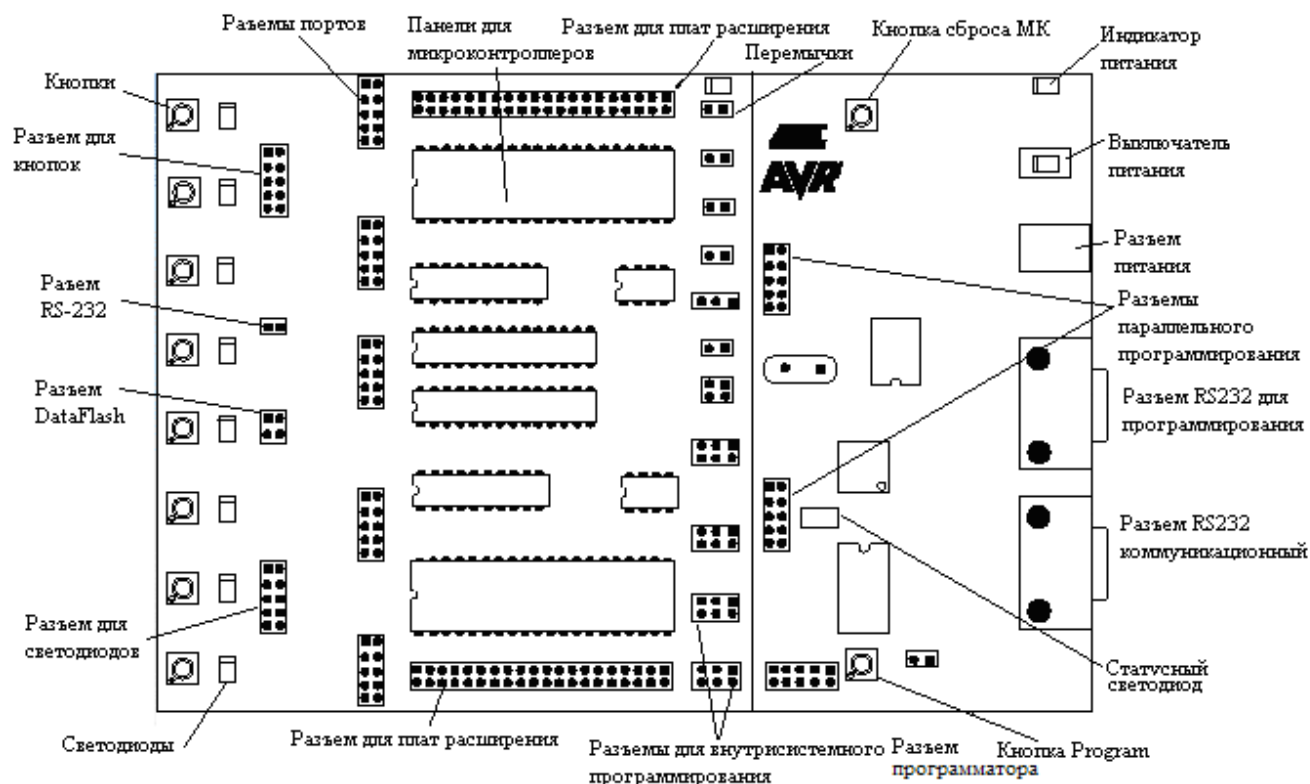 Разъемы портов
Панели для
микроконтроллеров
Разъем для плат расширения
Перемычки
Кнопка сброса МК
Индикатор
питания
Кнопки
Разъем для
кнопок
Выключатель
питания
Разъем
питания
Раъем
RS-232
Разъемы
параллельного
программирования
Разъем
DataFlash
Разъем RS232 для
программирования
Разъем RS232
коммуникационный
Разъем для
светодиодов
Статусный
светодиод
Светодиоды
Разъем для плат расширения
Разъемы для внутрисистемного
программирования
Разъем
программатора
Кнопка Program
AVR